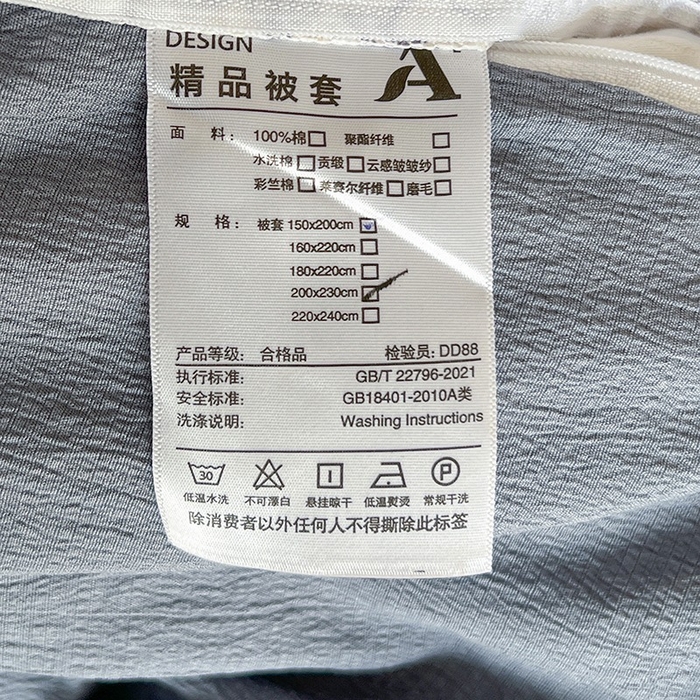 DESIGN
A
精品被套
面 料: 100%棉□ 聚酯纤维 □
水洗棉□ 贡缎□ 云感皱皱纱□
彩竺棉□ 莱赛尔纤维□ 磨毛□
规 格: 被套 150x200cm
160x220cm□
180x220cm□
200x230cm☑
220x240cm□
产品等级: 合格品 检验员: DD88
执行标准: GB/T 22796-2021
安全标准: GB18401-2010A类
洗涤说明: Washing Instructions
30 P
低温水洗 不可漂白 悬挂晾干 低温熨烫 常规干洗
除消费者以外任何人不得撕除此标签